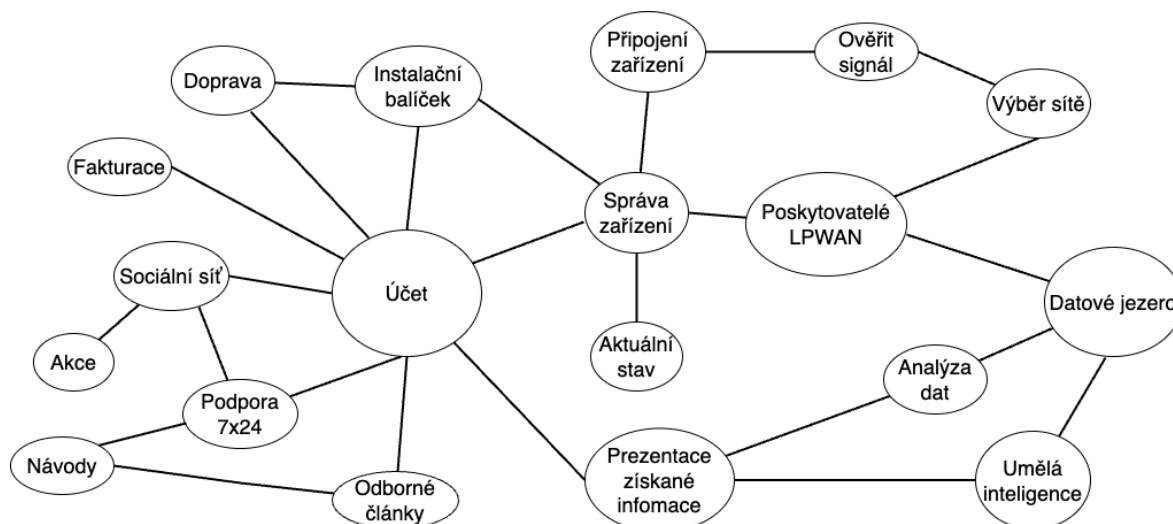 Připojení
zařízení
Ověřit
signál
Doprava
Instalační
balíček
Výběr sítě
Fakturace
Správa
zařízení
Poskytovatelé
LPWAN
Sociální síť
Účet
Datové jezero
Akce
Aktuální
stav
Analýza
dat
Podpora
7x24
Návody
Odborné
články
Prezentace
získané
infomace
Umělá
inteligence